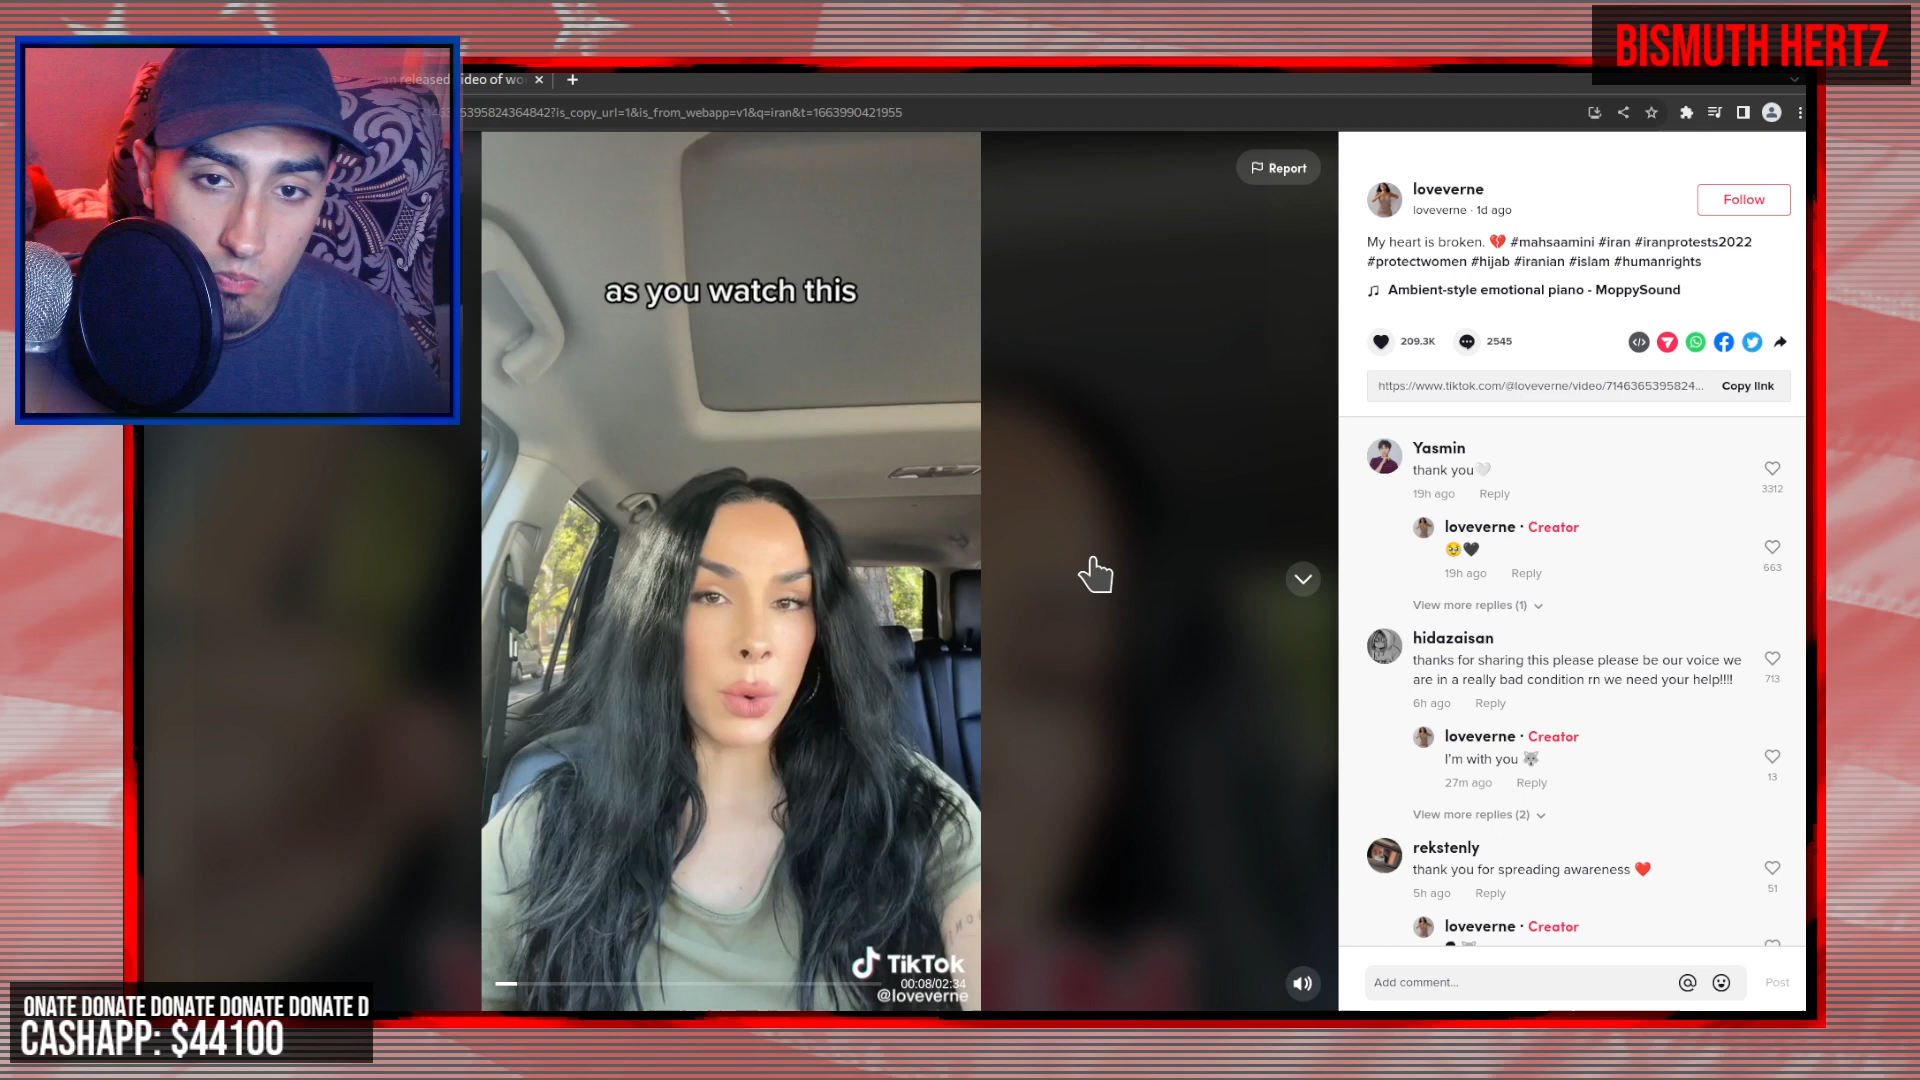 BISMUTH HERTZ
an released video of wo
5395824364842?is_copy_url=1&is_from_webapp=v1&q=iran&t=1663990421955
Report
as you watch this
TikTok
00:08/02:34
@loveverne
loveverne
loveverne · 1d ago
Follow
My heart is broken. 💔 #mahsaamini #iran #iranprotests2022
#protectwomen #hijab #iranian #islam #humanrights
Ambient-style emotional piano - MoppySound
209.3K
2545
https://www.tiktok.com/@loveverne/video/7146365395824...
Copy link
Yasmin
thank you🤍
19h ago Reply
3312
loveverne · Creator
🥹🖤
19h ago Reply
663
View more replies (1)
hidazaisan
thanks for sharing this please please be our voice we
are in a really bad condition rn we need your help!!!!
713
6h ago Reply
loveverne · Creator
I'm with you 🐺
27m ago Reply
13
View more replies (2)
rekstenly
thank you for spreading awareness ❤️
5h ago Reply
51
loveverne · Creator
Add comment...
Post
ONATE DONATE DONATE DONATE DONATE D
CASHAPP: $44100